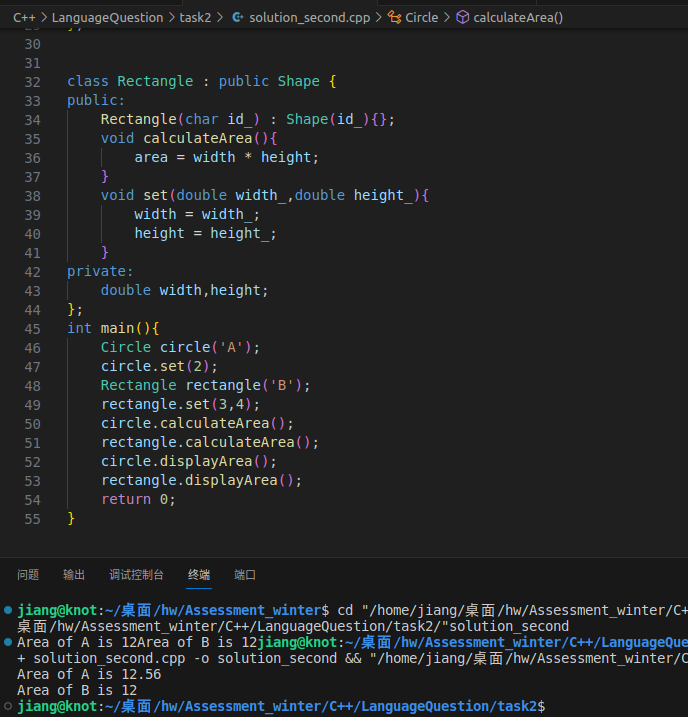 C++ > LanguageQuestion > task2 > solution_second.cpp > Circle > calculateArea()
30
31
32 class Rectangle : public Shape {
33 public:
34 Rectangle(char id_) : Shape(id_){};
35 void calculateArea(){
36 area = width * height;
37 }
38 void set(double width_,double height_){
39 width = width_;
40 height = height_;
41 }
42 private:
43 double width,height;
44 };
45 int main(){
46 Circle circle('A');
47 circle.set(2);
48 Rectangle rectangle('B');
49 rectangle.set(3,4);
50 circle.calculateArea();
51 rectangle.calculateArea();
52 circle.displayArea();
53 rectangle.displayArea();
54 return 0;
55 }
问题 输出 调试控制台 终端 端口
jiang@knot:~/桌面/hw/Assessment_winter$ cd "/home/jiang/桌面/hw/Assessment_winter/C+
桌面/hw/Assessment_winter/C++/LanguageQuestion/task2/"solution_second
Area of A is 12Area of B is 12jiang@knot:~/桌面/hw/Assessment_winter/C++/LanguageQue
+ solution_second.cpp -o solution_second && "/home/jiang/桌面/hw/Assessment_winter/C
Area of A is 12.56
Area of B is 12
jiang@knot:~/桌面/hw/Assessment_winter/C++/LanguageQuestion/task2$